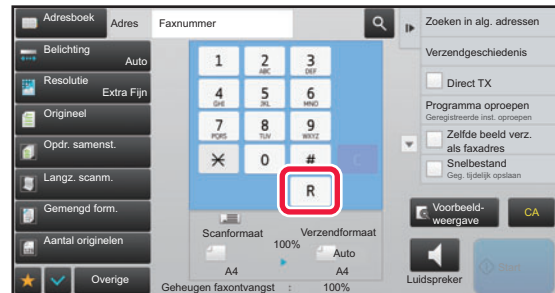 Adresboek
Adres
Faxnummer
Belichting
Auto
Resolutie
Extra Fijn
Origineel
Opdr. samenst.
Langz. scanm.
Gemengd form.
Aantal originelen
Overige
1
2
ABC
3
DEF
4
GHI
5
JKL
6
MNO
7
PQRS
8
TUV
9
WXYZ
0
#
C
R
Scanformaat
100%
Verzendformaat
Auto
A4
A4
Geheugen faxontvangst : 100%
Zoeken in alg. adressen
Verzendgeschiedenis
Direct TX
Programma oproepen
Geregistreerde inst. oproepen
Zelfde beeld verz.
als faxadres
Snelbestand
Geg. tijdelijk opslaan
Voorbeeld-
weergave
CA
Luidspreker
Start